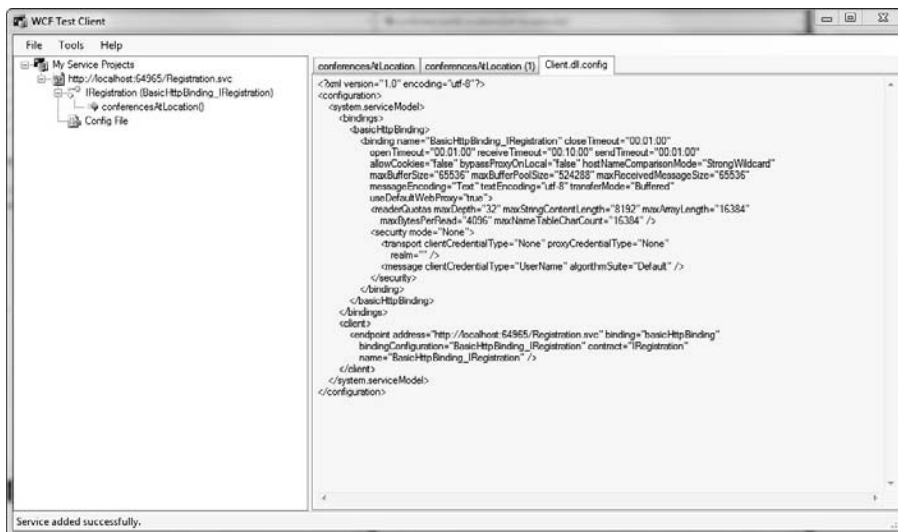 WCF Test Client
File Tools Help
My Service Projects
http://localhost:64965/Registration.svc
IRegistration (BasicHttpBinding_IRegistration)
conferencesAtLocation()
Config File
conferencesAtLocation conferencesAtLocation (1) Client.dll.config
<?xml version="1.0" encoding="utf-8"?>
<configuration>
<system.serviceModel>
<bindings>
<basicHttpBinding>
<binding name="BasicHttpBinding_IRegistration" closeTimeout="00:01:00"
openTimeout="00:01:00" receiveTimeout="00:10:00" sendTimeout="00:01:00"
allowCookies="false" bypassProxyOnLocal="false" hostNameComparisonMode="StrongWildcard"
maxBufferSize="65536" maxBufferPoolSize="524288" maxReceivedMessageSize="65536"
messageEncoding="Text" textEncoding="utf-8" transferMode="Buffered"
useDefaultWebProxy="true">
<readerQuotas maxDepth="32" maxStringContentLength="8192" maxArrayLength="16384"
maxBytesPerRead="4096" maxNameTableCharCount="16384" />
<security mode="None">
<transport clientCredentialType="None" proxyCredentialType="None"
realm="" />
<message clientCredentialType="UserName" algorithmSuite="Default" />
</security>
</binding>
</basicHttpBinding>
</bindings>
<client>
<endpoint address="http://localhost:64965/Registration.svc" binding="basicHttpBinding"
bindingConfiguration="BasicHttpBinding_IRegistration" contract="IRegistration"
name="BasicHttpBinding_IRegistration" />
</client>
</system.serviceModel>
</configuration>
Service added successfully.